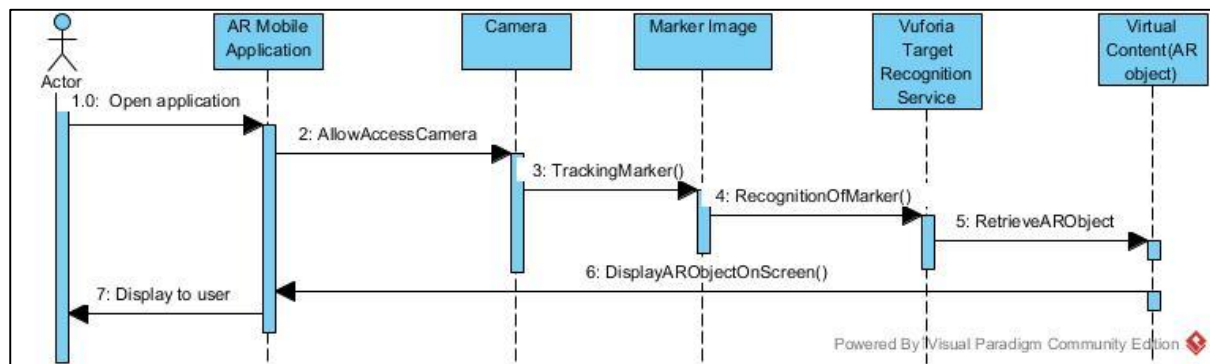 Actor
AR Mobile
Application
Camera
Marker Image
Vuforia
Target
Recognition
Service
Virtual
Content(AR
object)
1.0: Open application
2: AllowAccessCamera
3: TrackingMarker()
4: RecognitionOfMarker()
5: RetrieveARObject
6: DisplayARObjectOnScreen()
7: Display to user
Powered By Visual Paradigm Community Edition